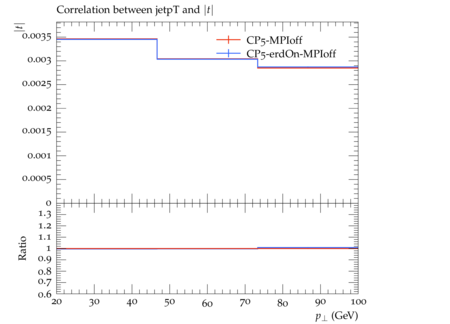 Correlation between jetpT and |t|
|t|
0.0035
0.003
0.0025
0.002
0.0015
0.001
0.0005
0
CP5-MPIoff
CP5-erdOn-MPIoff
Ratio
1.3
1.2
1.1
1
0.9
0.8
0.7
0.6
20 30 40 50 60 70 80 90 100
p⊥ (GeV)